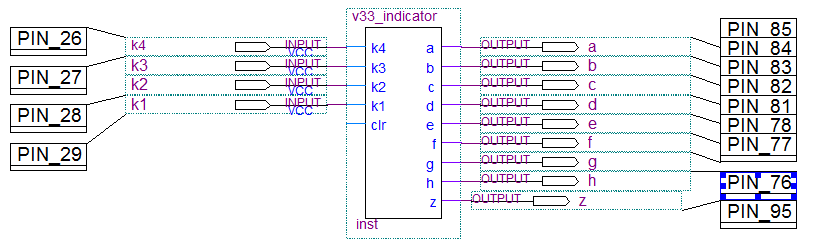 v33_indicator
PIN_26
PIN_27
PIN_28
PIN_29
k4 INPUT VCC
k3 INPUT VCC
k2 INPUT VCC
k1 INPUT VCC
k4 a
k3 b
k2 c
k1 d
clr e
f
g
h
z
inst
OUTPUT a
OUTPUT b
OUTPUT c
OUTPUT d
OUTPUT e
OUTPUT f
OUTPUT g
OUTPUT h
OUTPUT z
PIN_85
PIN_84
PIN_83
PIN_82
PIN_81
PIN_78
PIN_77
PIN_76
PIN_95